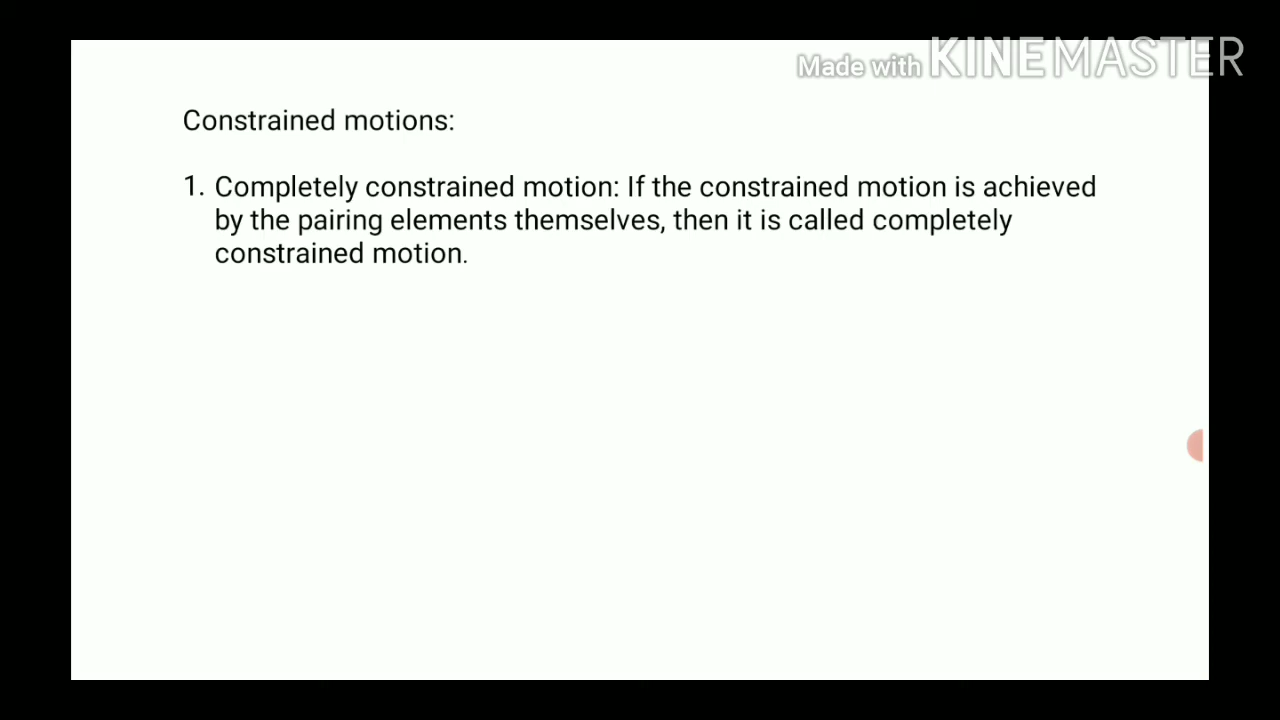 Made with KINEMASTER
Constrained motions:
1. Completely constrained motion: If the constrained motion is achieved
by the pairing elements themselves, then it is called completely
constrained motion.